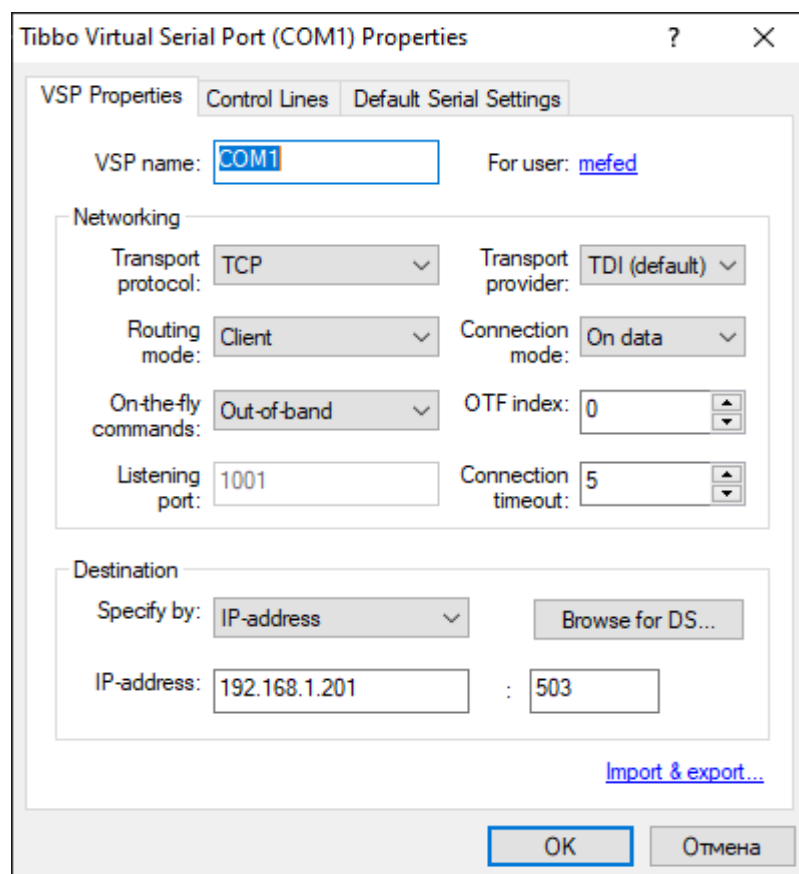 Tibbo Virtual Serial Port (COM1) Properties
VSP Properties Control Lines Default Serial Settings
VSP name: COM1 For user: mefed
Networking
Transport protocol: TCP Transport provider: TDI (default)
Routing mode: Client Connection mode: On data
On-the-fly commands: Out-of-band OTF index: 0
Listening port: 1001 Connection timeout: 5
Destination
Specify by: IP-address Browse for DS...
IP-address: 192.168.1.201 : 503
Import & export...
OK Отмена